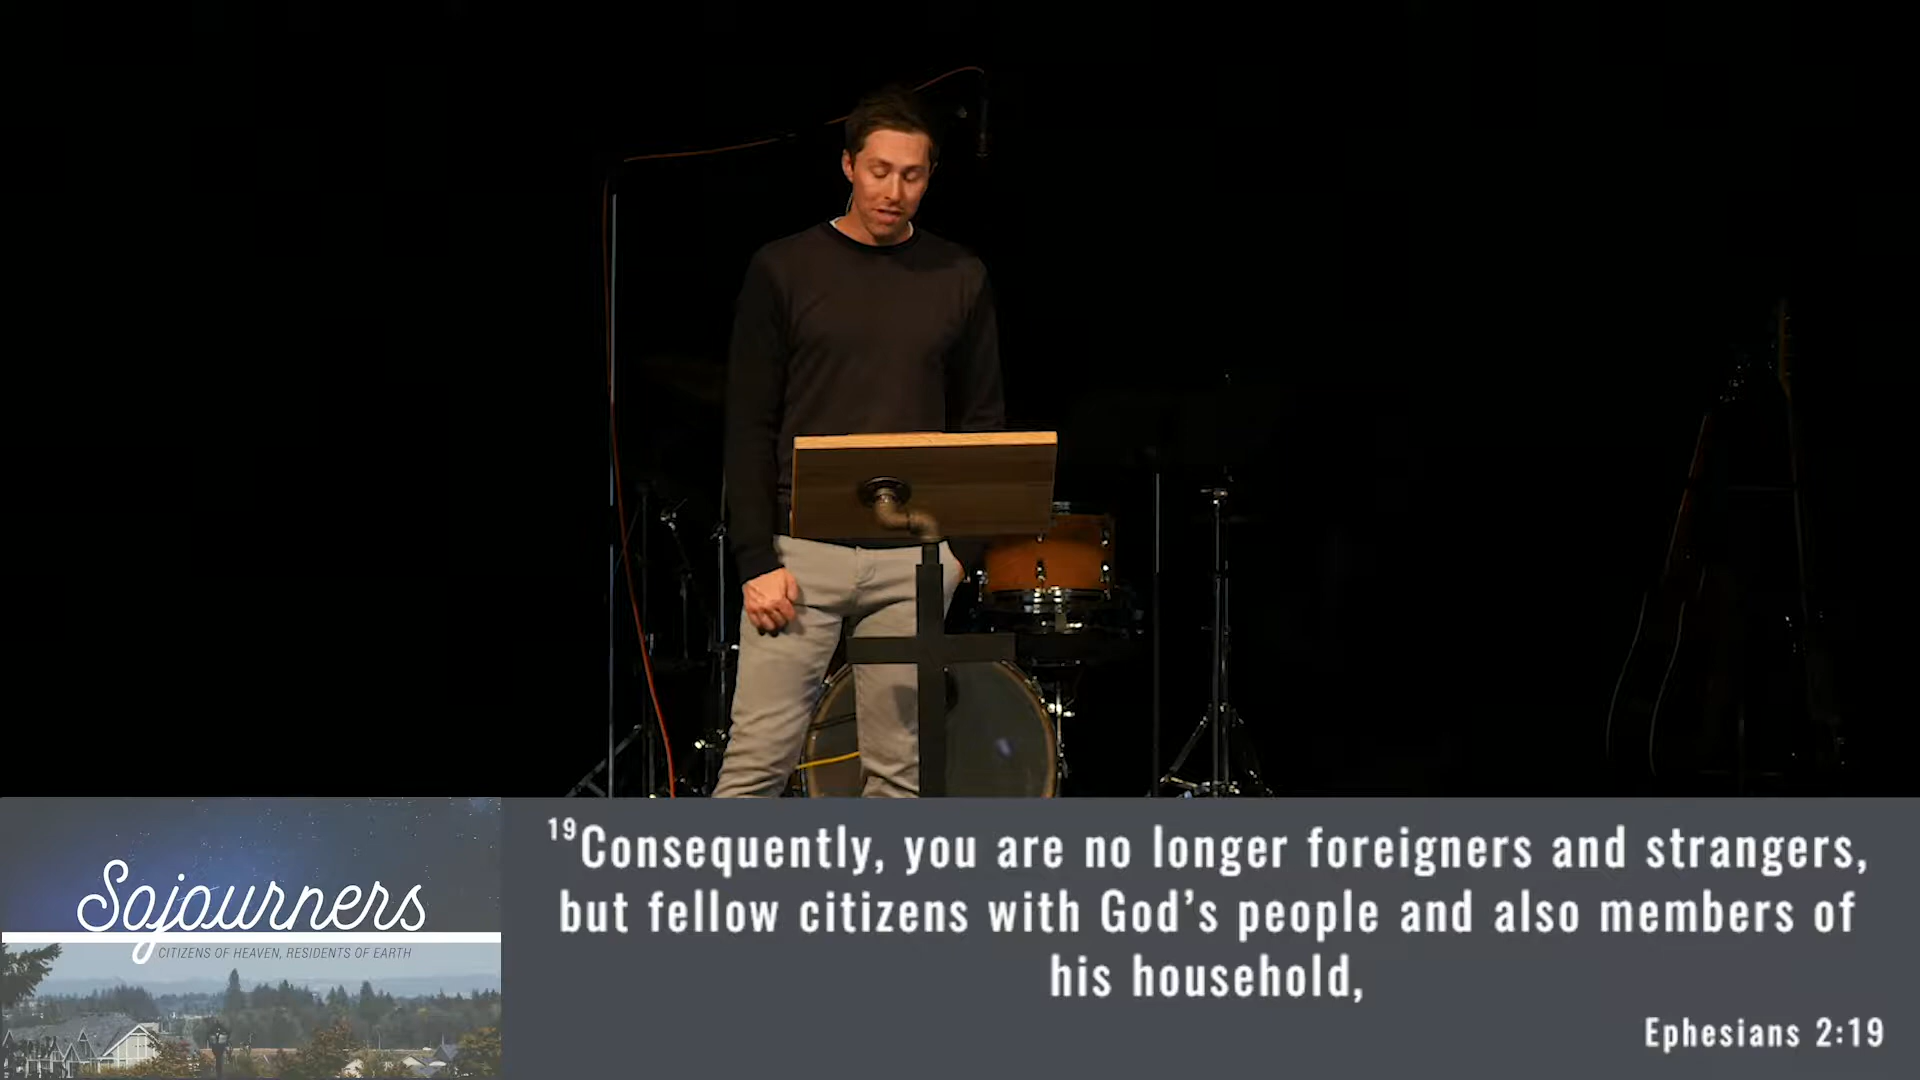 Sojourners
CITIZENS OF HEAVEN, RESIDENTS OF EARTH
19Consequently, you are no longer foreigners and strangers,
but fellow citizens with God’s people and also members of
his household,
Ephesians 2:19